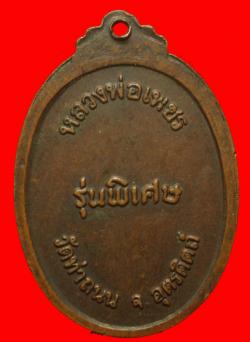 หลวงพ่อเพชร
รุ่นพิเศษ
วัดท่าถนน จ. อุตรดิตถ์